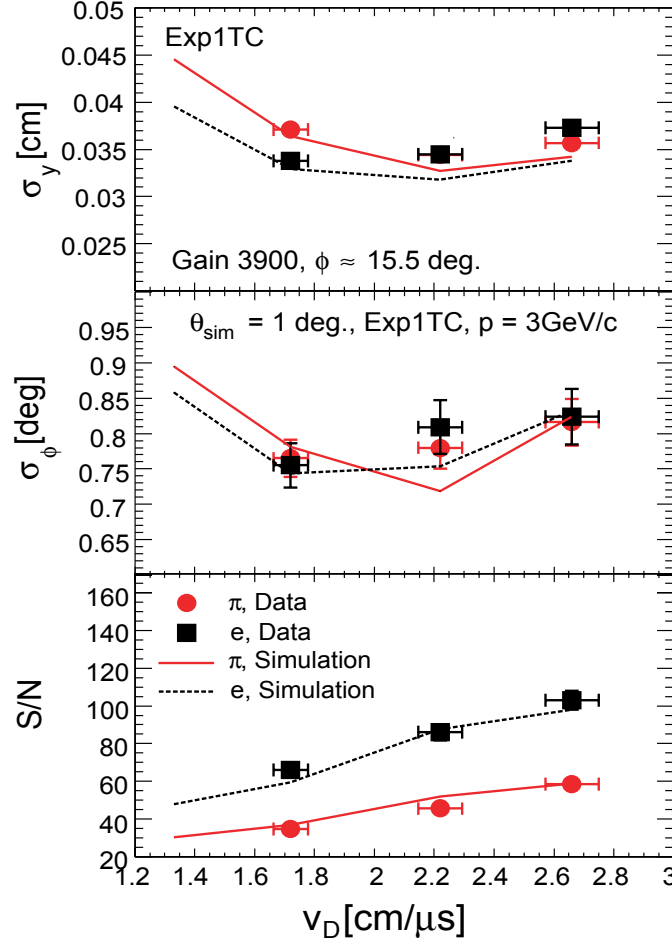 0.05
Exp1TC
0.045
0.04
0.035
0.03
0.025
σy [cm]
Gain 3900, ϕ ≈ 15.5 deg.
θsim = 1 deg., Exp1TC, p = 3GeV/c
0.95
0.9
0.85
0.8
0.75
0.7
0.65
σϕ [deg]
160
140
120
100
80
60
40
20
S/N
π, Data
e, Data
π, Simulation
e, Simulation
1.2 1.4 1.6 1.8 2 2.2 2.4 2.6 2.8 3
vD [cm/μs]